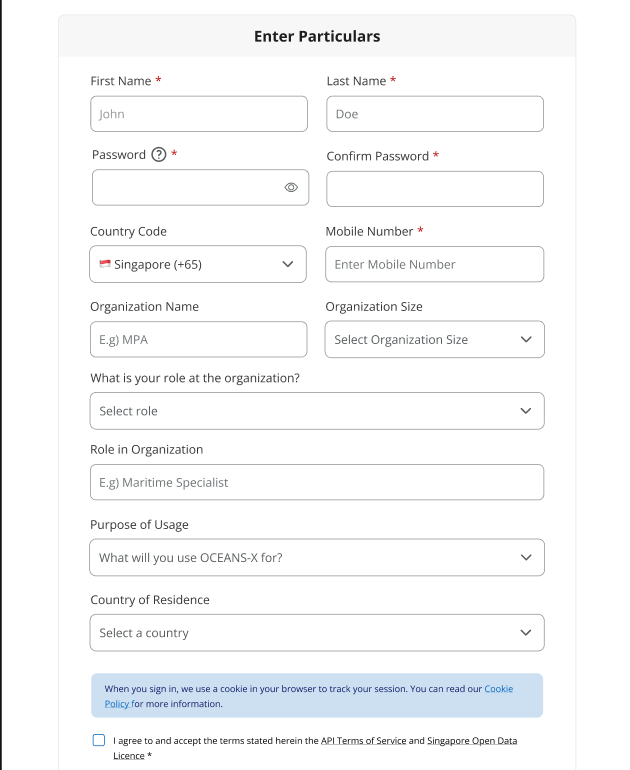 Enter Particulars
First Name *
Last Name *
John
Doe
Password ? *
Confirm Password *
Country Code
Mobile Number *
Singapore (+65)
Enter Mobile Number
Organization Name
Organization Size
E.g) MPA
Select Organization Size
What is your role at the organization?
Select role
Role in Organization
E.g) Maritime Specialist
Purpose of Usage
What will you use OCEANS-X for?
Country of Residence
Select a country
When you sign in, we use a cookie in your browser to track your session. You can read our Cookie
Policy for more information.
I agree to and accept the terms stated herein the API Terms of Service and Singapore Open Data
Licence *